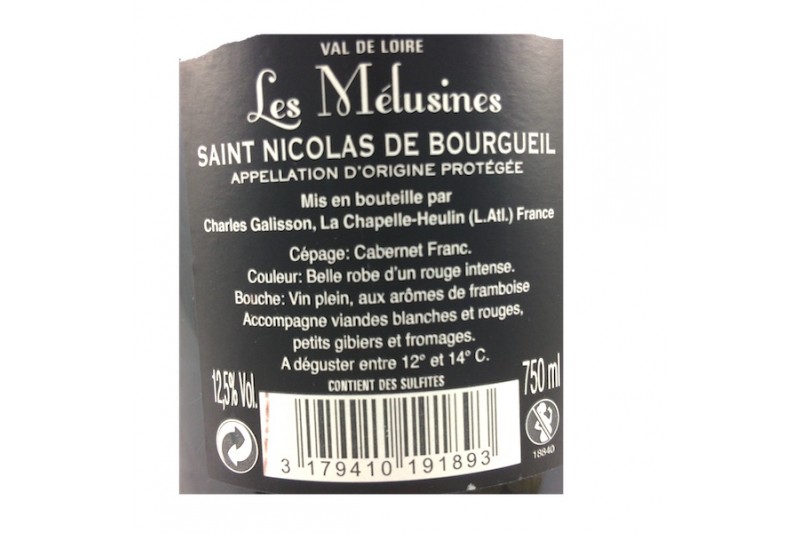 VAL DE LOIRE
Les Mélusines
SAINT NICOLAS DE BOURGUEIL
APPELLATION D'ORIGINE PROTÉGÉE
Mis en bouteille par
Charles Galisson, La Chapelle-Heulin (L.Atl.) France
Cépage: Cabernet Franc.
Couleur: Belle robe d'un rouge intense.
Bouche: Vin plein, aux arômes de framboise
Accompagne viandes blanches et rouges,
petits gibiers et fromages.
A déguster entre 12° et 14° C.
CONTIENT DES SULFITES
12,5% Vol.
750 ml
3 179410 191893
18840